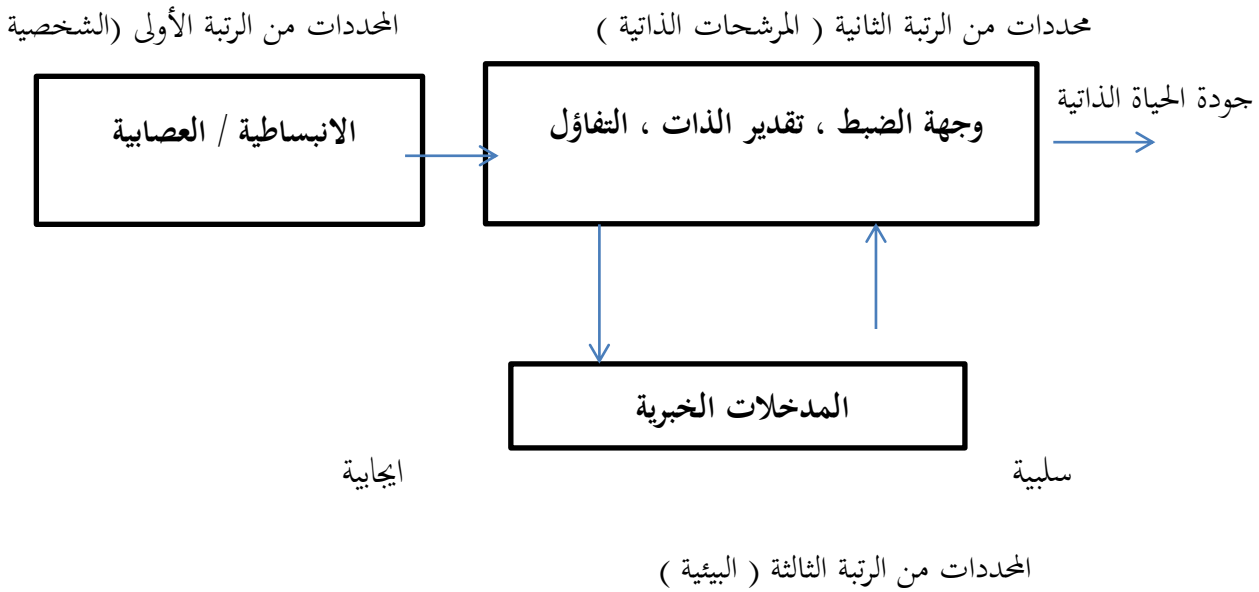 المحددات من الرتبة الأولى (الشخصية
محددات من الرتبة الثانية ( المرشحات الذاتية )
جودة الحياة الذاتية
الانبساطية / العصابية
وجهة الضبط ، تقدير الذات ، التفاؤل
المدخلات الخبرية
ايجابية
سلبية
المحددات من الرتبة الثالثة ( البيئية )